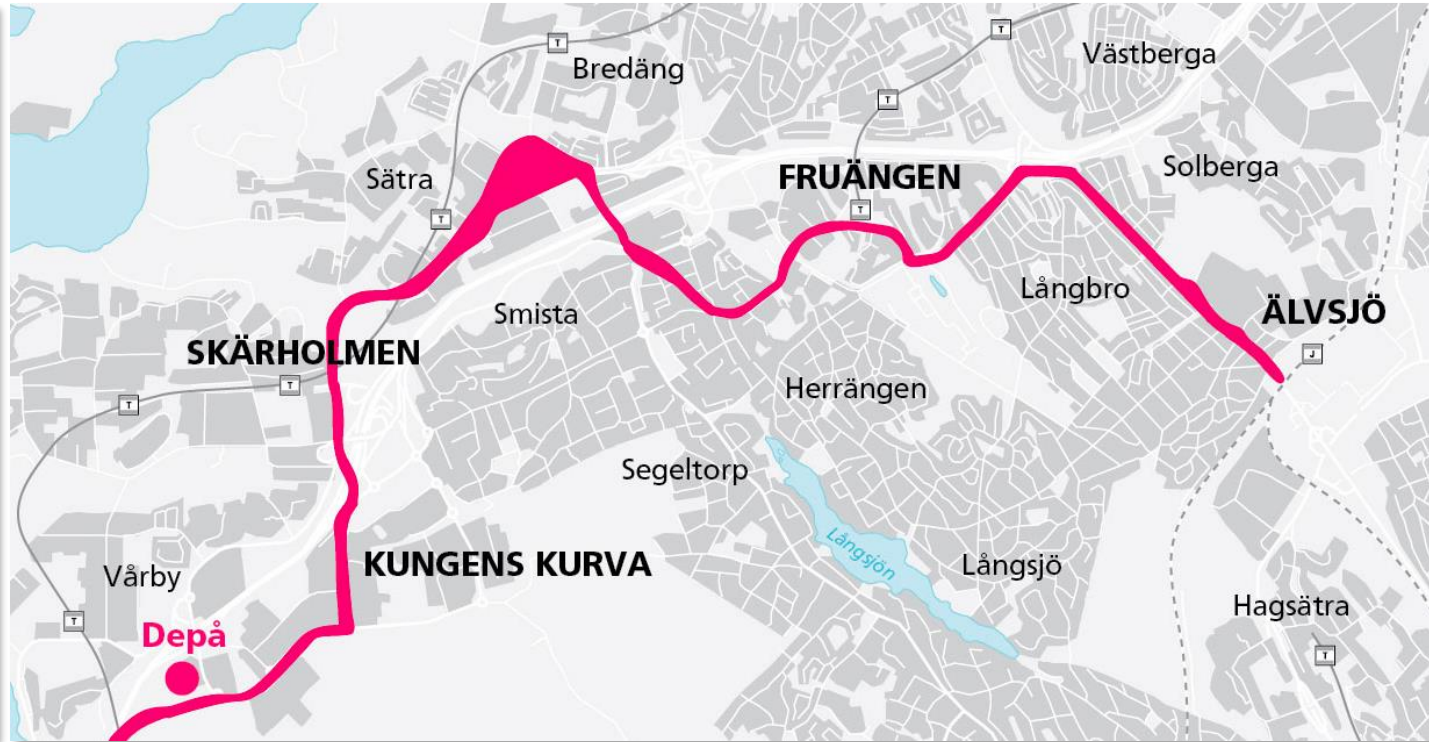 Västberga
T
T
Bredäng
T
Solberga
FRUÄNGEN
Sätra
T
T
Långbro
ÄLVSJÖ
Smista
SKÄRHOLMEN
J
T
Herrängen
T
Segeltorp
Långsjön
KUNGENS KURVA
Långsjö
Vårby
Hagsätra
T
Depå
T